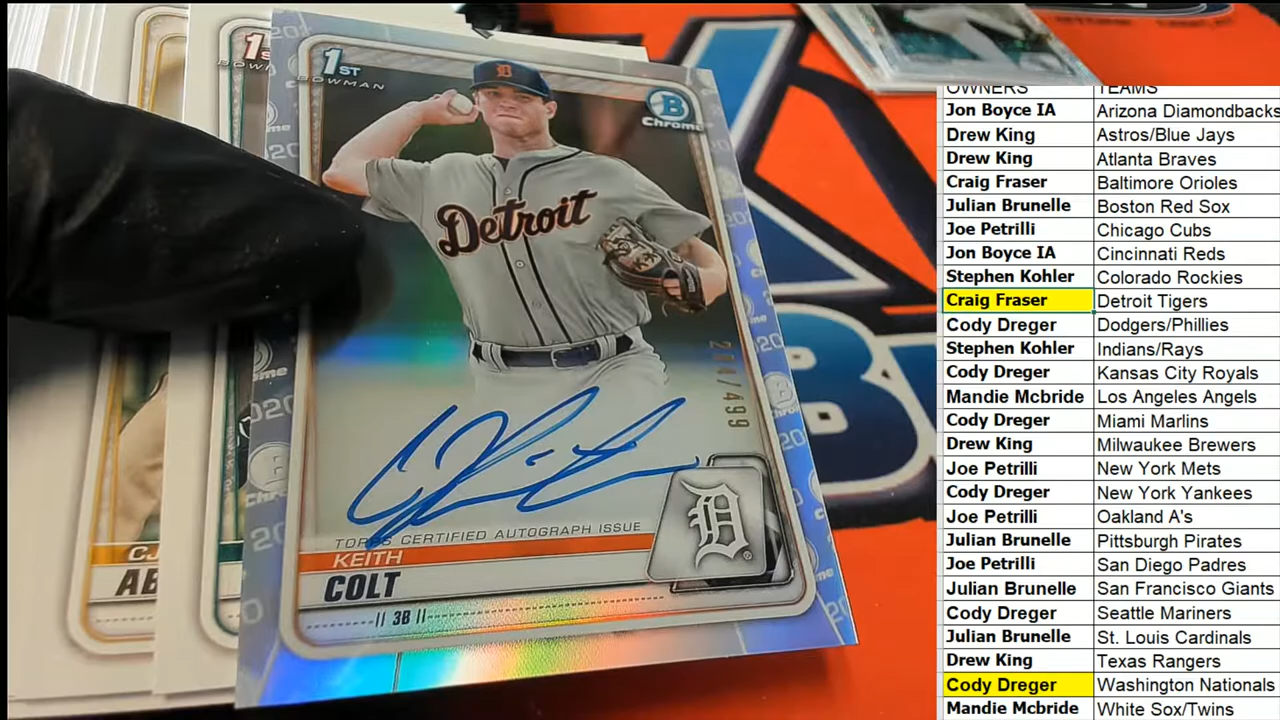 1ST
BOWMAN
B
Chrome
Detroit
/499
TOPPS CERTIFIED AUTOGRAPH ISSUE
KEITH
COLT
3B
D
1ST
CJ
AB
OWNERS TEAMS
Jon Boyce IA Arizona Diamondbacks
Drew King Astros/Blue Jays
Drew King Atlanta Braves
Craig Fraser Baltimore Orioles
Julian Brunelle Boston Red Sox
Joe Petrilli Chicago Cubs
Jon Boyce IA Cincinnati Reds
Stephen Kohler Colorado Rockies
Craig Fraser Detroit Tigers
Cody Dreger Dodgers/Phillies
Stephen Kohler Indians/Rays
Cody Dreger Kansas City Royals
Mandie Mcbride Los Angeles Angels
Cody Dreger Miami Marlins
Drew King Milwaukee Brewers
Joe Petrilli New York Mets
Cody Dreger New York Yankees
Joe Petrilli Oakland A's
Julian Brunelle Pittsburgh Pirates
Joe Petrilli San Diego Padres
Julian Brunelle San Francisco Giants
Cody Dreger Seattle Mariners
Julian Brunelle St. Louis Cardinals
Drew King Texas Rangers
Cody Dreger Washington Nationals
Mandie Mcbride White Sox/Twins